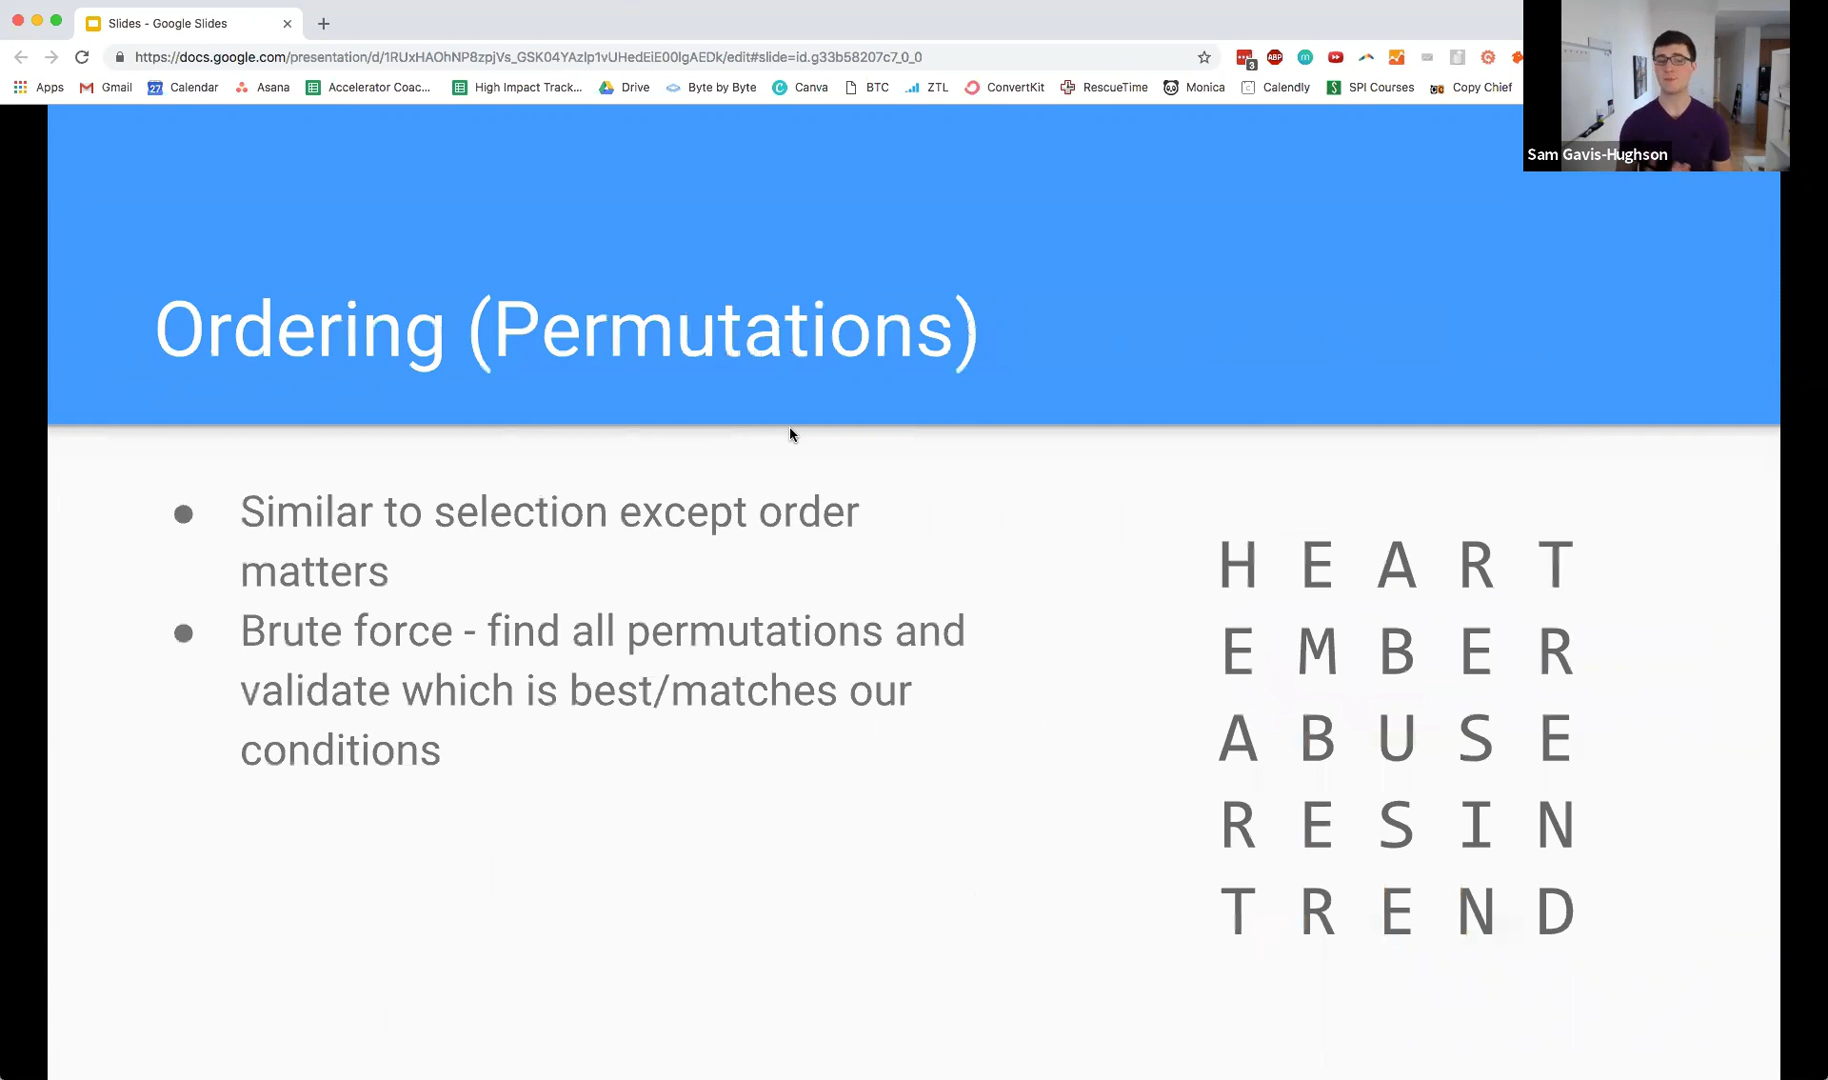 Slides - Google Slides
https://docs.google.com/presentation/d/1RUxHAOhNP8zpjVs_GSK04YAzlp1vUHedEiE00lgAEDk/edit#slide=id.g33b58207c7_0_0
3
ABP
m
Apps
Gmail
27
Calendar
Asana
Accelerator Coac...
High Impact Track...
Drive
Byte by Byte
Canva
BTC
ZTL
ConvertKit
RescueTime
Monica
Calendly
SPI Courses
Copy Chief
Sam Gavis-Hughson
Ordering (Permutations)
● Similar to selection except order
matters
● Brute force - find all permutations and
validate which is best/matches our
conditions
H E A R T
E M B E R
A B U S E
R E S I N
T R E N D